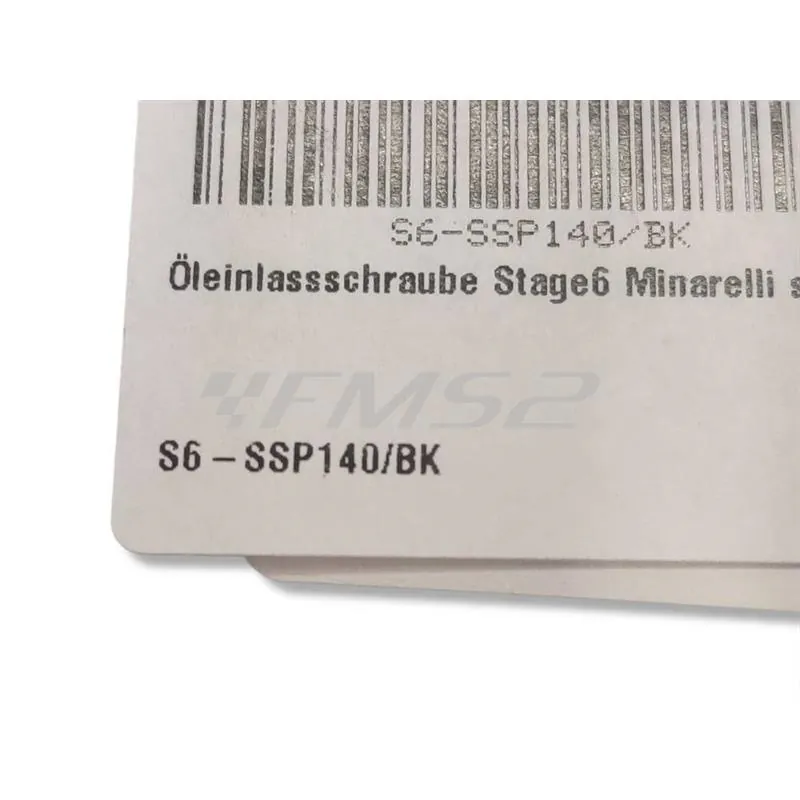 S6-SSP140/BK
Öleinlassschraube Stage6 Minarelli s
FMS2
S6 – SSP140/BK